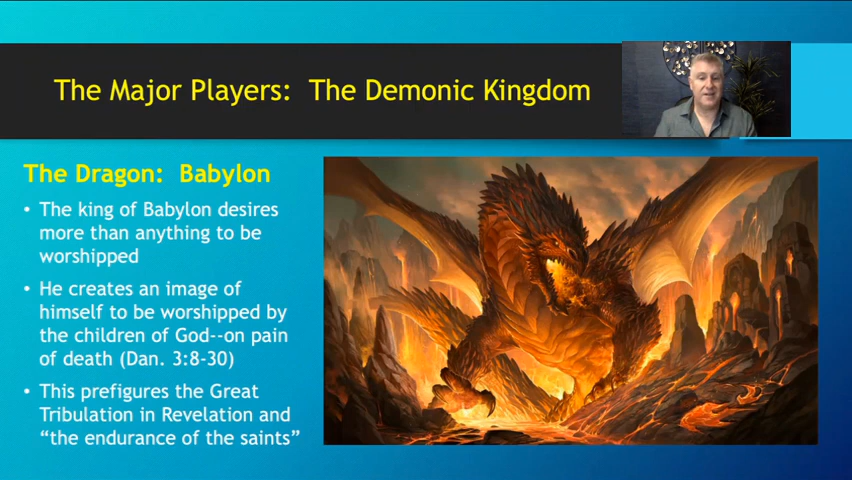 The Major Players:  The Demonic Kingdom
The Dragon:  Babylon
• The king of Babylon desires
more than anything to be
worshipped
• He creates an image of
himself to be worshipped by
the children of God--on pain
of death (Dan. 3:8-30)
• This prefigures the Great
Tribulation in Revelation and
“the endurance of the saints”